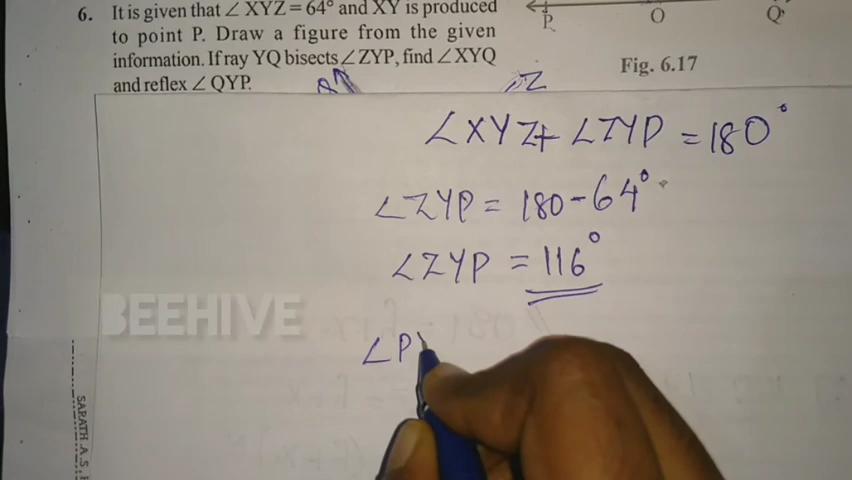 6. It is given that ∠ XYZ = 64° and XY is produced
to point P. Draw a figure from the given
information. If ray YQ bisects ∠ ZYP, find ∠ XYQ
and reflex ∠ QYP.
P O Q
Fig. 6.17
Z
∠XYZ + ∠ZYP = 180°
∠ZYP = 180 - 64°
∠ZYP = 116°
BEEHIVE
∠P
SARATH A.S.